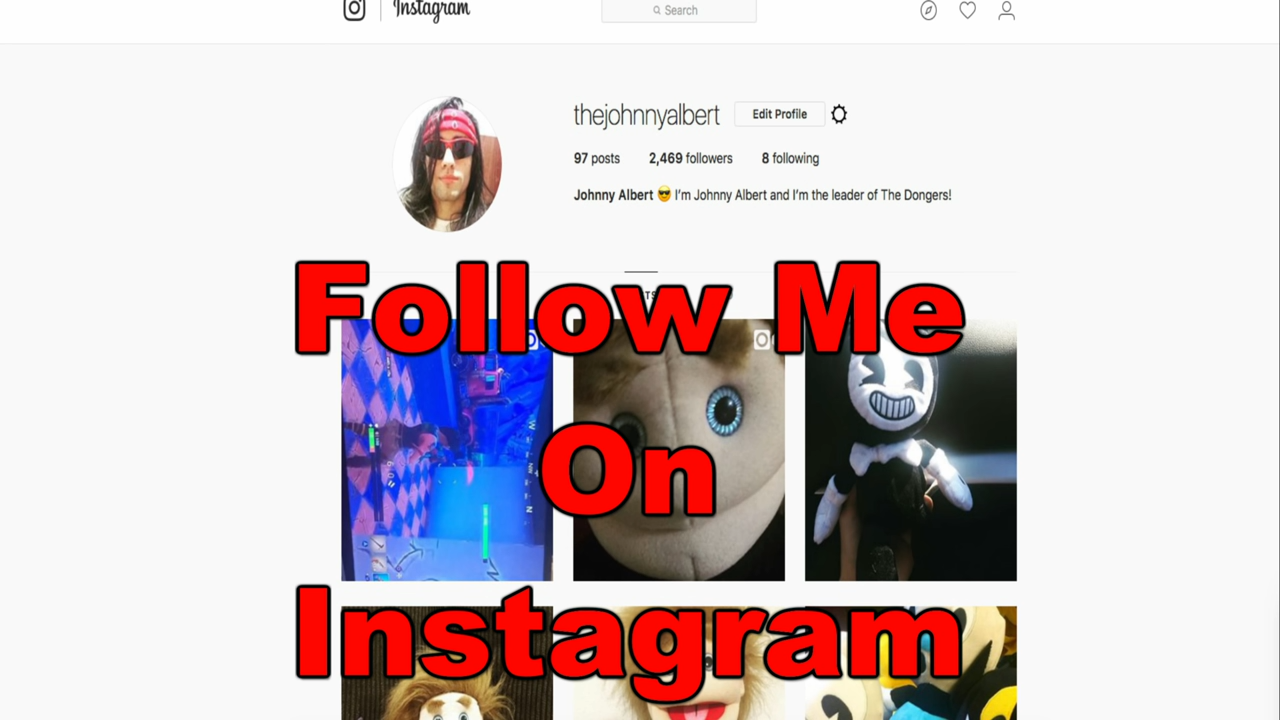 Instagram
Search
thejohnnyalbert Edit Profile
97 posts 2,469 followers 8 following
Johnny Albert 😎 I'm Johnny Albert and I'm the leader of The Dongers!
Follow Me
On
Instagram